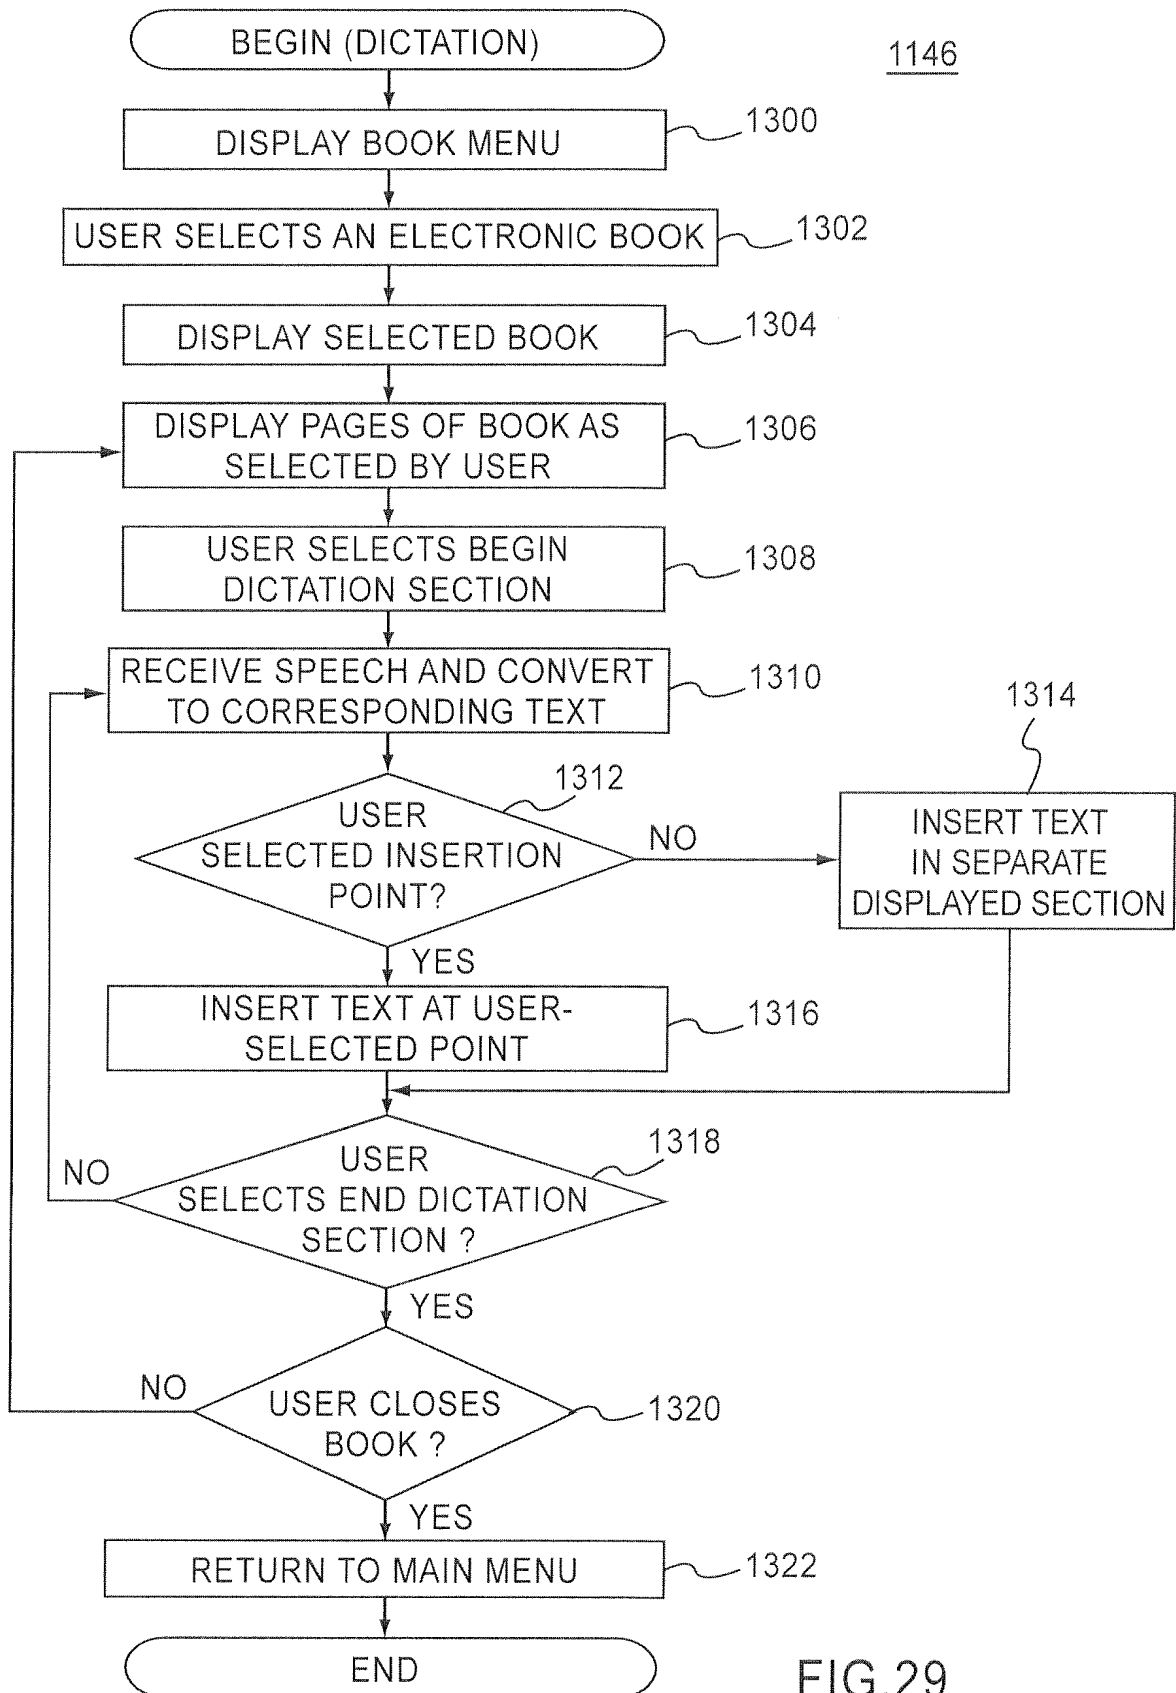 BEGIN (DICTATION)
1146
DISPLAY BOOK MENU
1300
USER SELECTS AN ELECTRONIC BOOK
1302
DISPLAY SELECTED BOOK
1304
DISPLAY PAGES OF BOOK AS
SELECTED BY USER
1306
USER SELECTS BEGIN
DICTATION SECTION
1308
RECEIVE SPEECH AND CONVERT
TO CORRESPONDING TEXT
1310
USER
SELECTED INSERTION
POINT?
1312
NO
1314
INSERT TEXT
IN SEPARATE
DISPLAYED SECTION
YES
INSERT TEXT AT USER-
SELECTED POINT
1316
USER
SELECTS END DICTATION
SECTION ?
1318
NO
YES
USER CLOSES
BOOK ?
1320
NO
YES
RETURN TO MAIN MENU
1322
END
FIG.29